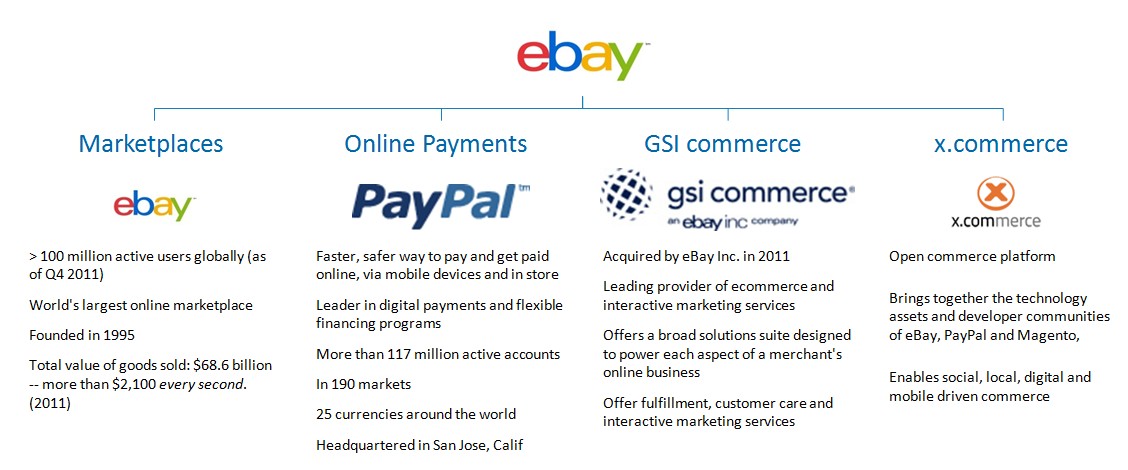 ebay™
Marketplaces
ebay
> 100 million active users globally (as
of Q4 2011)
World's largest online marketplace
Founded in 1995
Total value of goods sold: $68.6 billion
-- more than $2,100 every second.
(2011)
Online Payments
PayPal™
Faster, safer way to pay and get paid
online, via mobile devices and in store
Leader in digital payments and flexible
financing programs
More than 117 million active accounts
In 190 markets
25 currencies around the world
Headquartered in San Jose, Calif
GSI commerce
gsi commerce®
an ebay inc company
Acquired by eBay Inc. in 2011
Leading provider of ecommerce and
interactive marketing services
Offers a broad solutions suite designed
to power each aspect of a merchant's
online business
Offer fulfillment, customer care and
interactive marketing services
x.commerce
X
x.commerce
Open commerce platform
Brings together the technology
assets and developer communities
of eBay, PayPal and Magento,
Enables social, local, digital and
mobile driven commerce